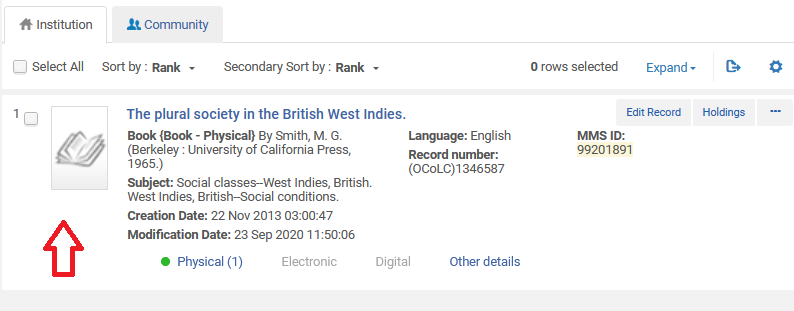 Institution Community
Select All Sort by : Rank Secondary Sort by : Rank 0 rows selected Expand
1 The plural society in the British West Indies. Edit Record Holdings ...
Book {Book - Physical} By Smith, M. G. Language: English MMS ID:
(Berkeley : University of California Press, Record number: 99201891
1965.) (OCoLC)1346587
Subject: Social classes--West Indies, British.
West Indies, British--Social conditions.
Creation Date: 22 Nov 2013 03:00:47
Modification Date: 23 Sep 2020 11:50:06
Physical (1) Electronic Digital Other details